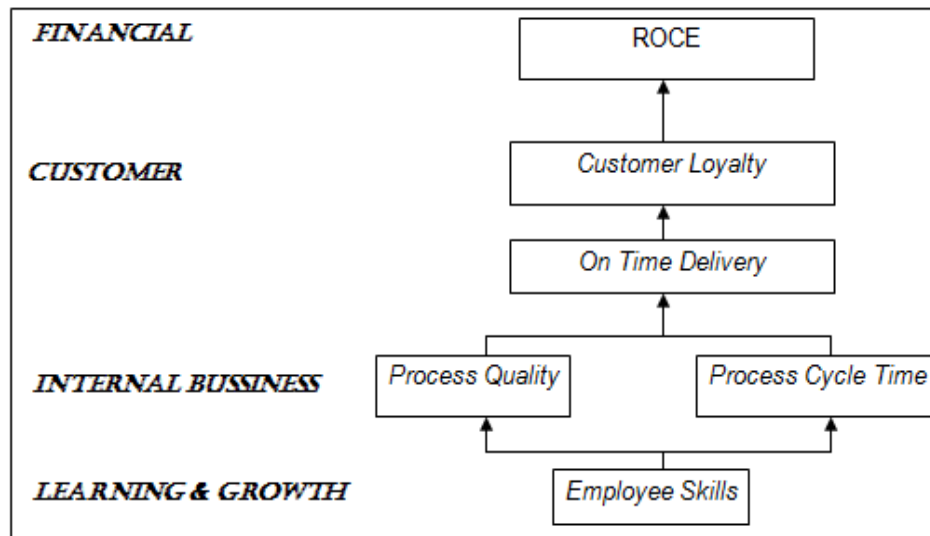 FINANCIAL
ROCE
CUSTOMER
Customer Loyalty
On Time Delivery
INTERNAL BUSSINESS
Process Quality
Process Cycle Time
LEARNING & GROWTH
Employee Skills